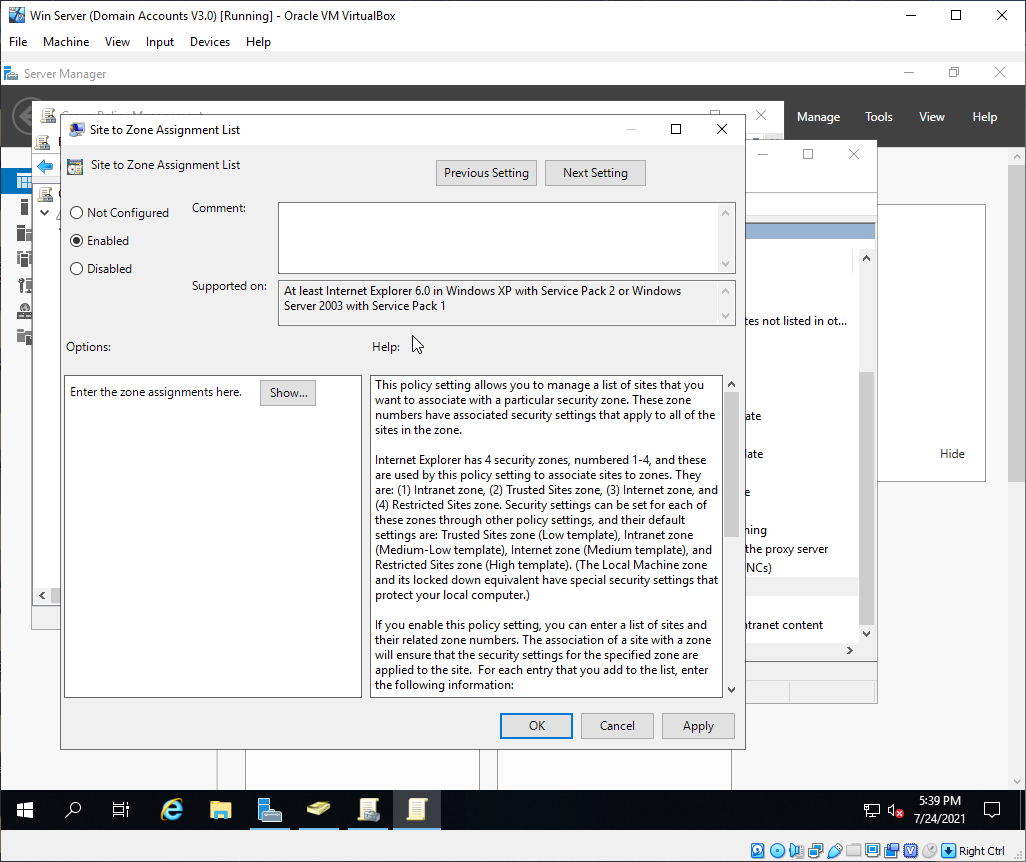 Win Server (Domain Accounts V3.0) [Running] - Oracle VM VirtualBox
File Machine View Input Devices Help
Server Manager
Manage Tools View Help
Site to Zone Assignment List
Site to Zone Assignment List
Previous Setting Next Setting
Not Configured
Enabled
Disabled
Comment:
Supported on:
At least Internet Explorer 6.0 in Windows XP with Service Pack 2 or Windows
Server 2003 with Service Pack 1
Options:
Help:
Enter the zone assignments here. Show...
This policy setting allows you to manage a list of sites that you
want to associate with a particular security zone. These zone
numbers have associated security settings that apply to all of the
sites in the zone.
Internet Explorer has 4 security zones, numbered 1-4, and these
are used by this policy setting to associate sites to zones. They
are: (1) Intranet zone, (2) Trusted Sites zone, (3) Internet zone, and
(4) Restricted Sites zone. Security settings can be set for each of
these zones through other policy settings, and their default
settings are: Trusted Sites zone (Low template), Intranet zone
(Medium-Low template), Internet zone (Medium template), and
Restricted Sites zone (High template). (The Local Machine zone
and its locked down equivalent have special security settings that
protect your local computer.)
If you enable this policy setting, you can enter a list of sites and
their related zone numbers. The association of a site with a zone
will ensure that the security settings for the specified zone are
applied to the site.  For each entry that you add to the list, enter
the following information:
OK Cancel Apply
tes not listed in ot...
ate
late
e
ning
the proxy server
NCs)
tranet content
Hide
5:39 PM
7/24/2021
Right Ctrl